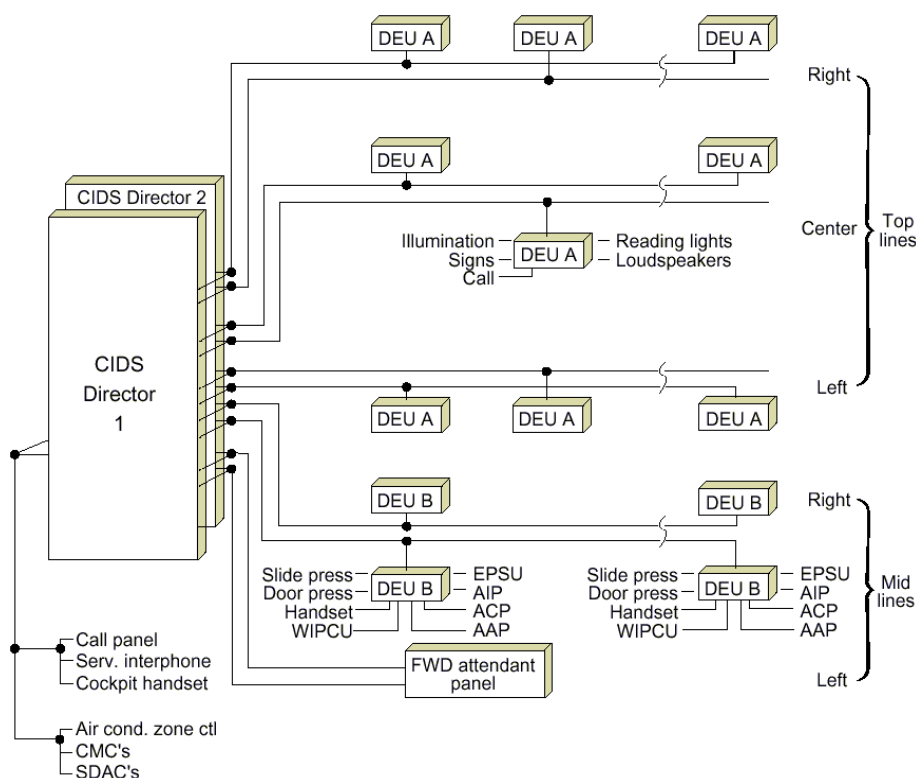 DEU A
DEU A
DEU A
Right
DEU A
DEU A
CIDS Director 2
Center
Top
lines
Illumination
Signs
Call
DEU A
Reading lights
Loudspeakers
CIDS
Director
1
Left
DEU A
DEU A
DEU A
DEU B
DEU B
Right
Slide press
Door press
Handset
WIPCU
DEU B
EPSU
AIP
ACP
AAP
Slide press
Door press
Handset
WIPCU
DEU B
EPSU
AIP
ACP
AAP
Mid
lines
Call panel
Serv. interphone
Cockpit handset
FWD attendant
panel
Left
Air cond. zone ctl
CMC's
SDAC's